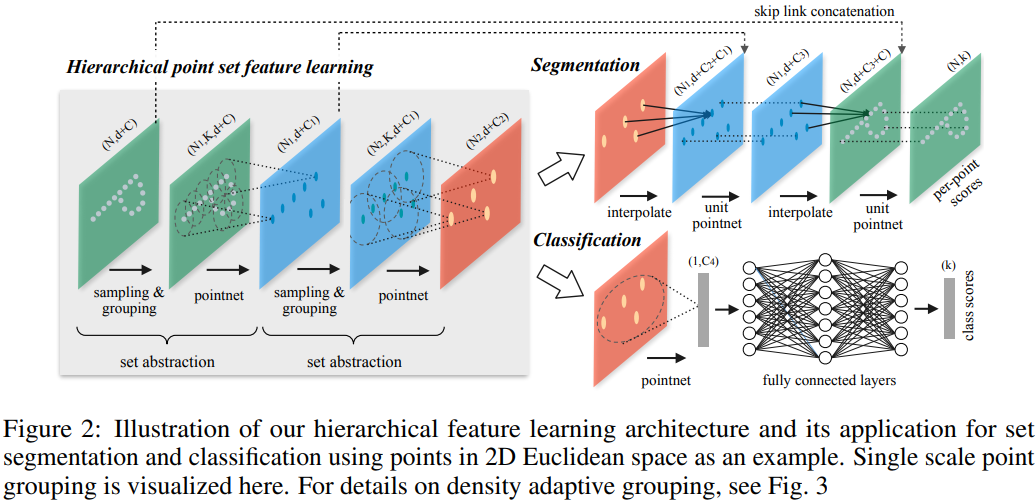 skip link concatenation
Hierarchical point set feature learning
Segmentation
(N,d+C)
(N1,K,d+C)
(N1,d+C1)
(N2,K,d+C1)
(N2,d+C2)
(N1,d+C2+C1)
(N1,d+C3)
(N,d+C3+C)
(N,k)
sampling &
grouping
pointnet
sampling &
grouping
pointnet
set abstraction
set abstraction
interpolate
unit
pointnet
interpolate
unit
pointnet
per-point
scores
Classification
(1,C4)
(k)
class scores
pointnet
fully connected layers
Figure 2: Illustration of our hierarchical feature learning architecture and its application for set
segmentation and classification using points in 2D Euclidean space as an example. Single scale point
grouping is visualized here. For details on density adaptive grouping, see Fig. 3